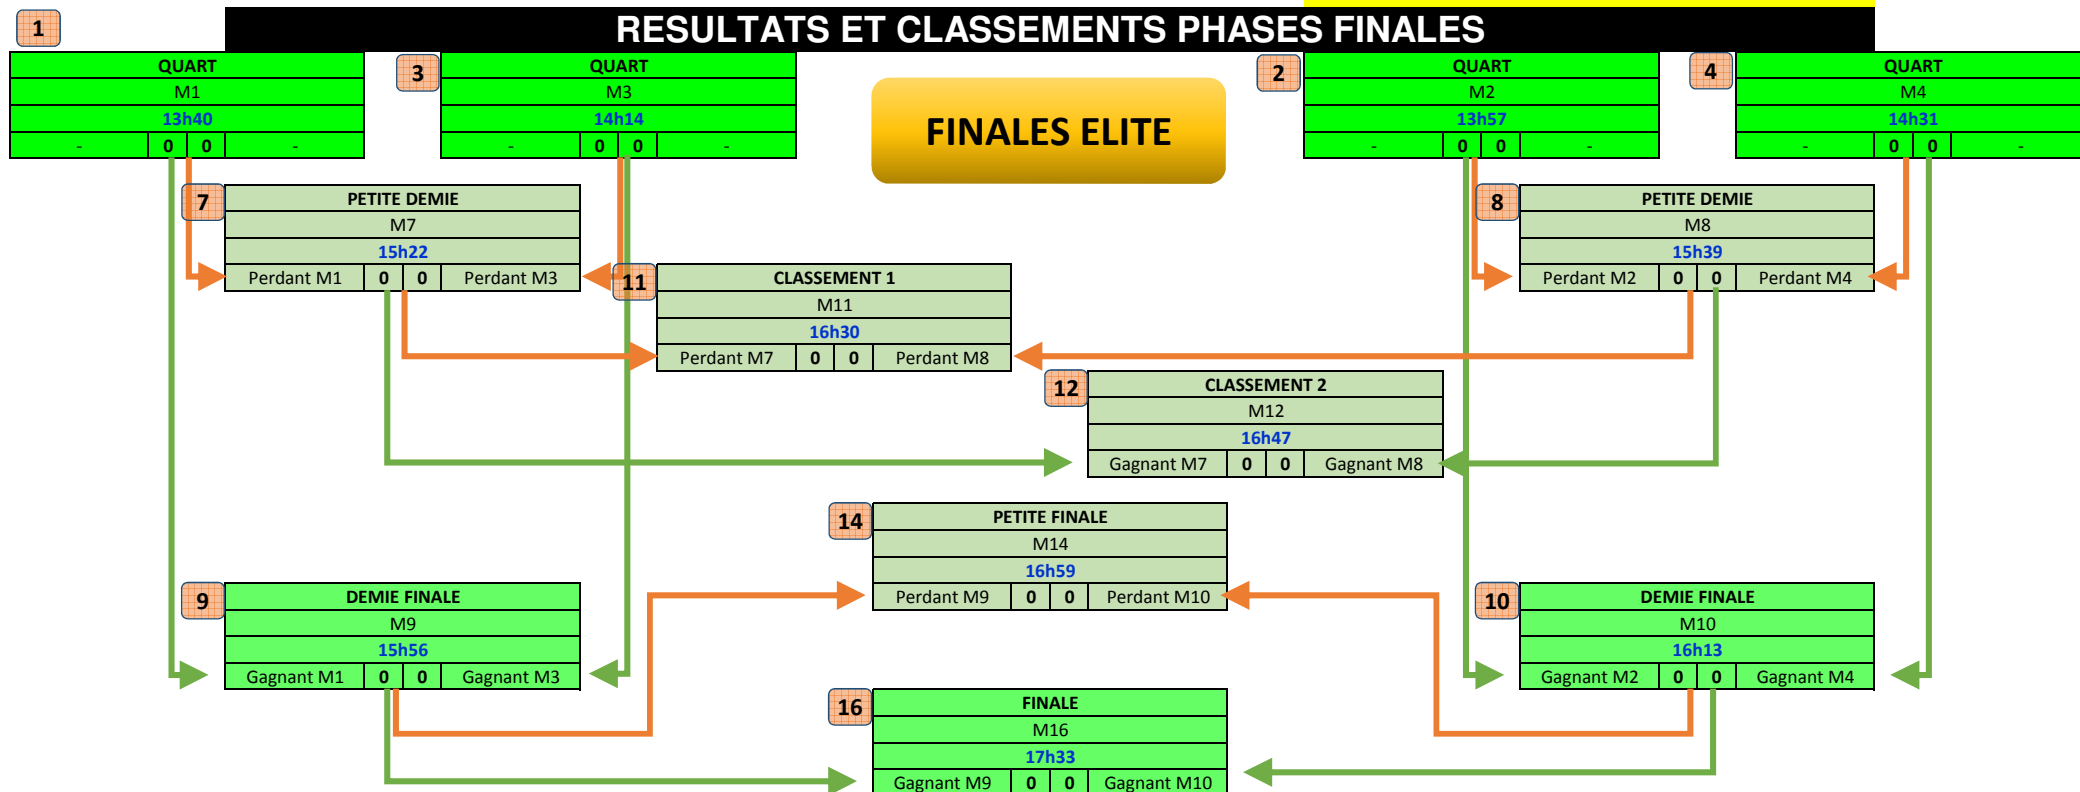 1
RESULTATS ET CLASSEMENTS PHASES FINALES
QUART
M1
13h40
- 0 0 -
3
QUART
M3
14h14
- 0 0 -
FINALES ELITE
2
QUART
M2
13h57
- 0 0 -
4
QUART
M4
14h31
- 0 0 -
7
PETITE DEMIE
M7
15h22
Perdant M1 0 0 Perdant M3
8
PETITE DEMIE
M8
15h39
Perdant M2 0 0 Perdant M4
11
CLASSEMENT 1
M11
16h30
Perdant M7 0 0 Perdant M8
12
CLASSEMENT 2
M12
16h47
Gagnant M7 0 0 Gagnant M8
14
PETITE FINALE
M14
16h59
Perdant M9 0 0 Perdant M10
9
DEMIE FINALE
M9
15h56
Gagnant M1 0 0 Gagnant M3
10
DEMIE FINALE
M10
16h13
Gagnant M2 0 0 Gagnant M4
16
FINALE
M16
17h33
Gagnant M9 0 0 Gagnant M10